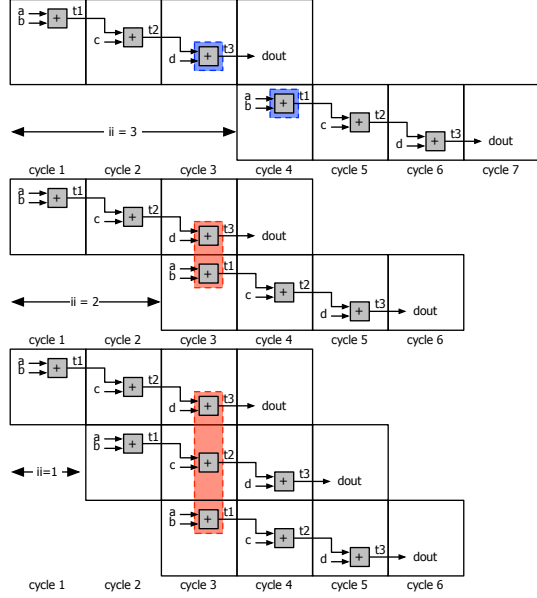 a t1
b + t2
c + t3
d + dout
a t1
b + t2
ii = 3 c + t3
d + dout
cycle 1 cycle 2 cycle 3 cycle 4 cycle 5 cycle 6 cycle 7
a t1
b + t2
c + t3
d + dout
a t1
b + t2
ii = 2 c + t3
d + dout
cycle 1 cycle 2 cycle 3 cycle 4 cycle 5 cycle 6
a t1
b + t2
c + t3
d + dout
a t1
b + t2
c + t3
ii=1 d + dout
a t1
b + t2
c + t3
d + dout
cycle 1 cycle 2 cycle 3 cycle 4 cycle 5 cycle 6